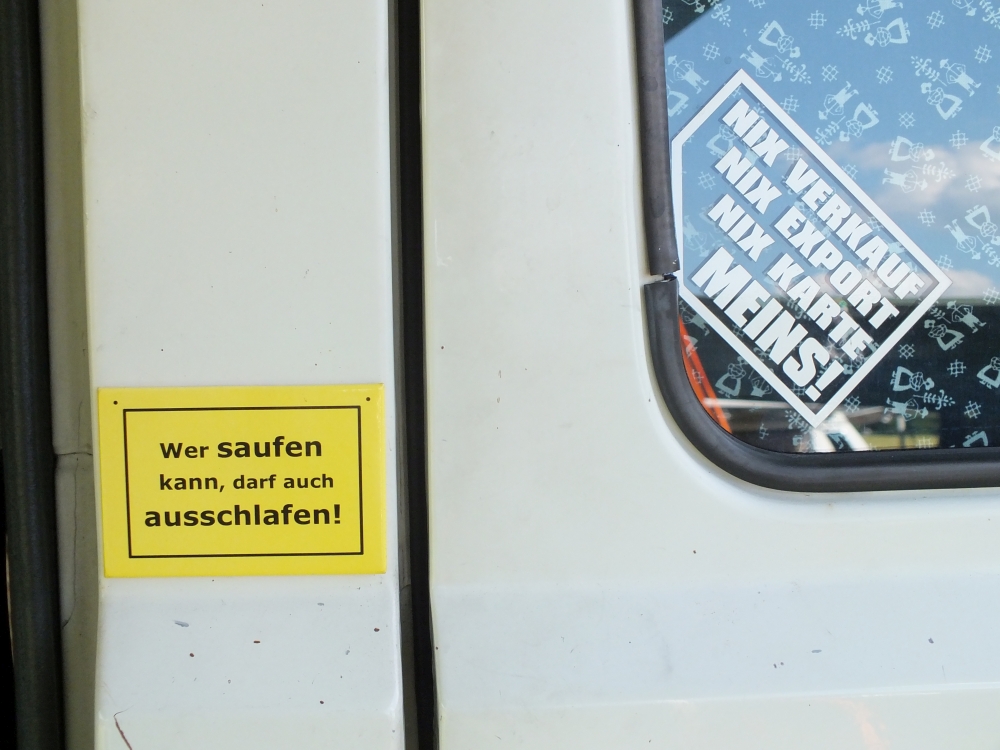 Wer saufen
kann, darf auch
ausschlafen!
NIX VERKAUF
NIX EXPORT
NIX KARTE
MEINS!